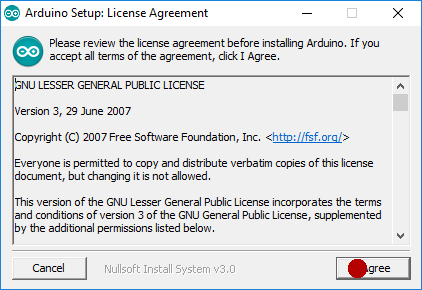 Arduino Setup: License Agreement
Please review the license agreement before installing Arduino. If you
accept all terms of the agreement, click I Agree.
GNU LESSER GENERAL PUBLIC LICENSE
Version 3, 29 June 2007
Copyright (C) 2007 Free Software Foundation, Inc. <http://fsf.org/>
Everyone is permitted to copy and distribute verbatim copies of this license
document, but changing it is not allowed.
This version of the GNU Lesser General Public License incorporates the terms
and conditions of version 3 of the GNU General Public License, supplemented
by the additional permissions listed below.
Cancel
Nullsoft Install System v3.0